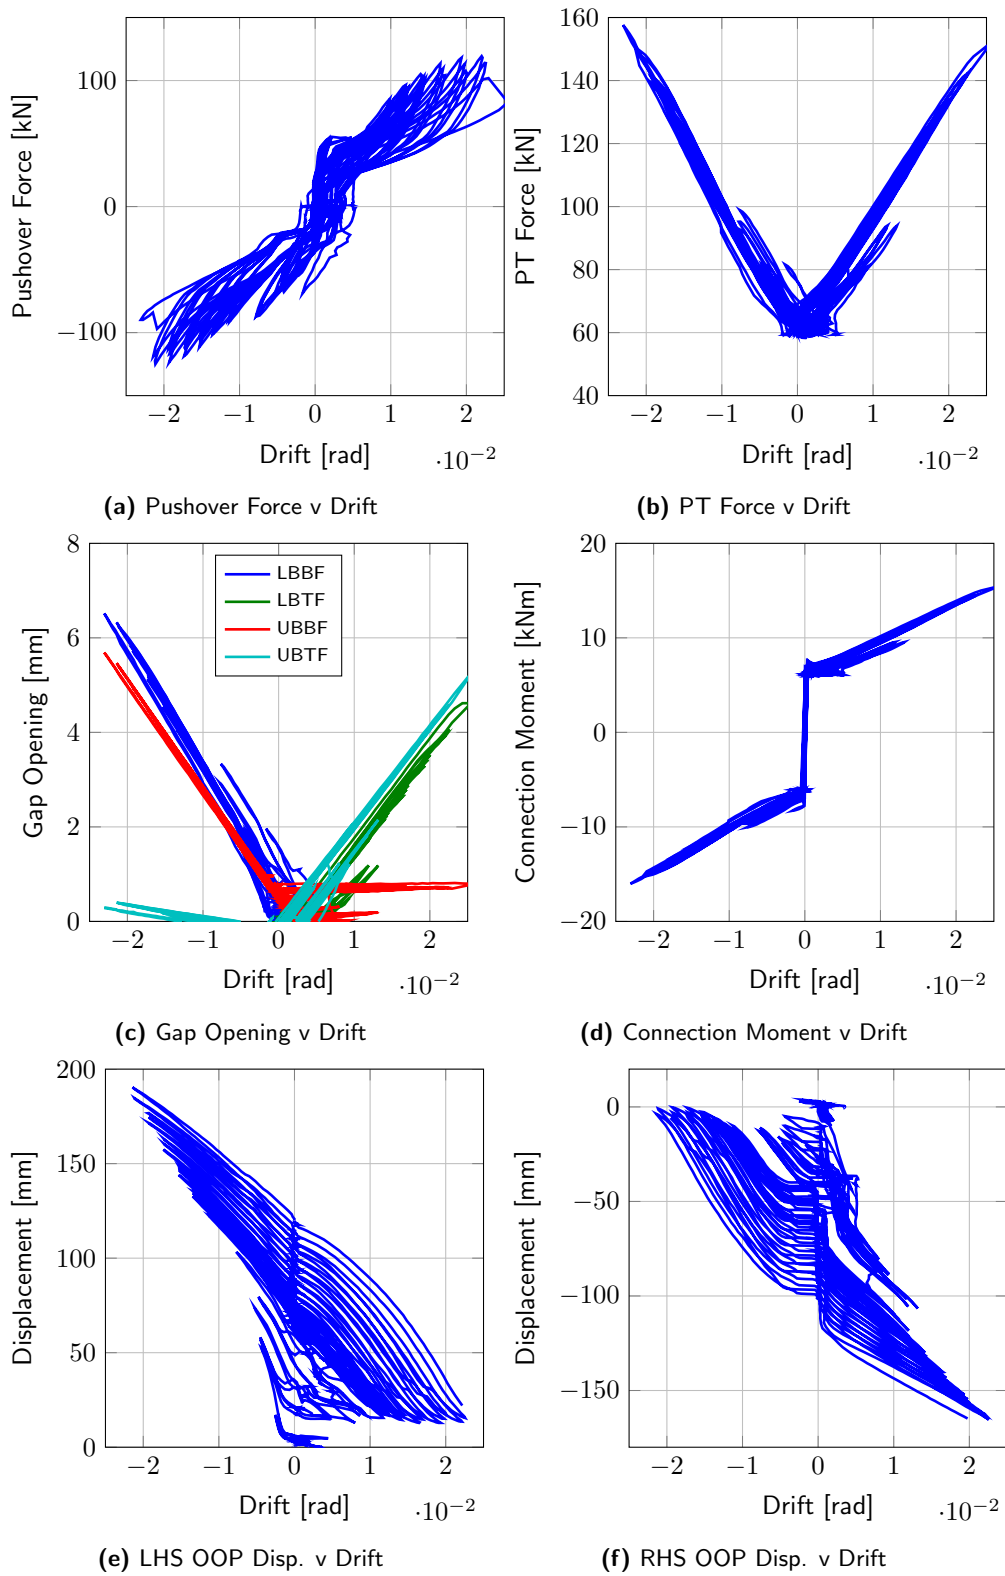 100
0
−100
Pushover Force [kN]
−2 −1 0 1 2
Drift [rad]
·10−2
(a) Pushover Force v Drift
160
140
120
100
80
60
40
PT Force [kN]
−2 −1 0 1 2
Drift [rad]
·10−2
(b) PT Force v Drift
8
6
4
2
0
Gap Opening [mm]
LBBF
LBTF
UBBF
UBTF
−2 −1 0 1 2
Drift [rad]
·10−2
(c) Gap Opening v Drift
20
10
0
−10
−20
Connection Moment [kNm]
−2 −1 0 1 2
Drift [rad]
·10−2
(d) Connection Moment v Drift
200
150
100
50
0
Displacement [mm]
−2 −1 0 1 2
Drift [rad]
·10−2
(e) LHS OOP Disp. v Drift
0
−50
−100
−150
Displacement [mm]
−2 −1 0 1 2
Drift [rad]
·10−2
(f) RHS OOP Disp. v Drift